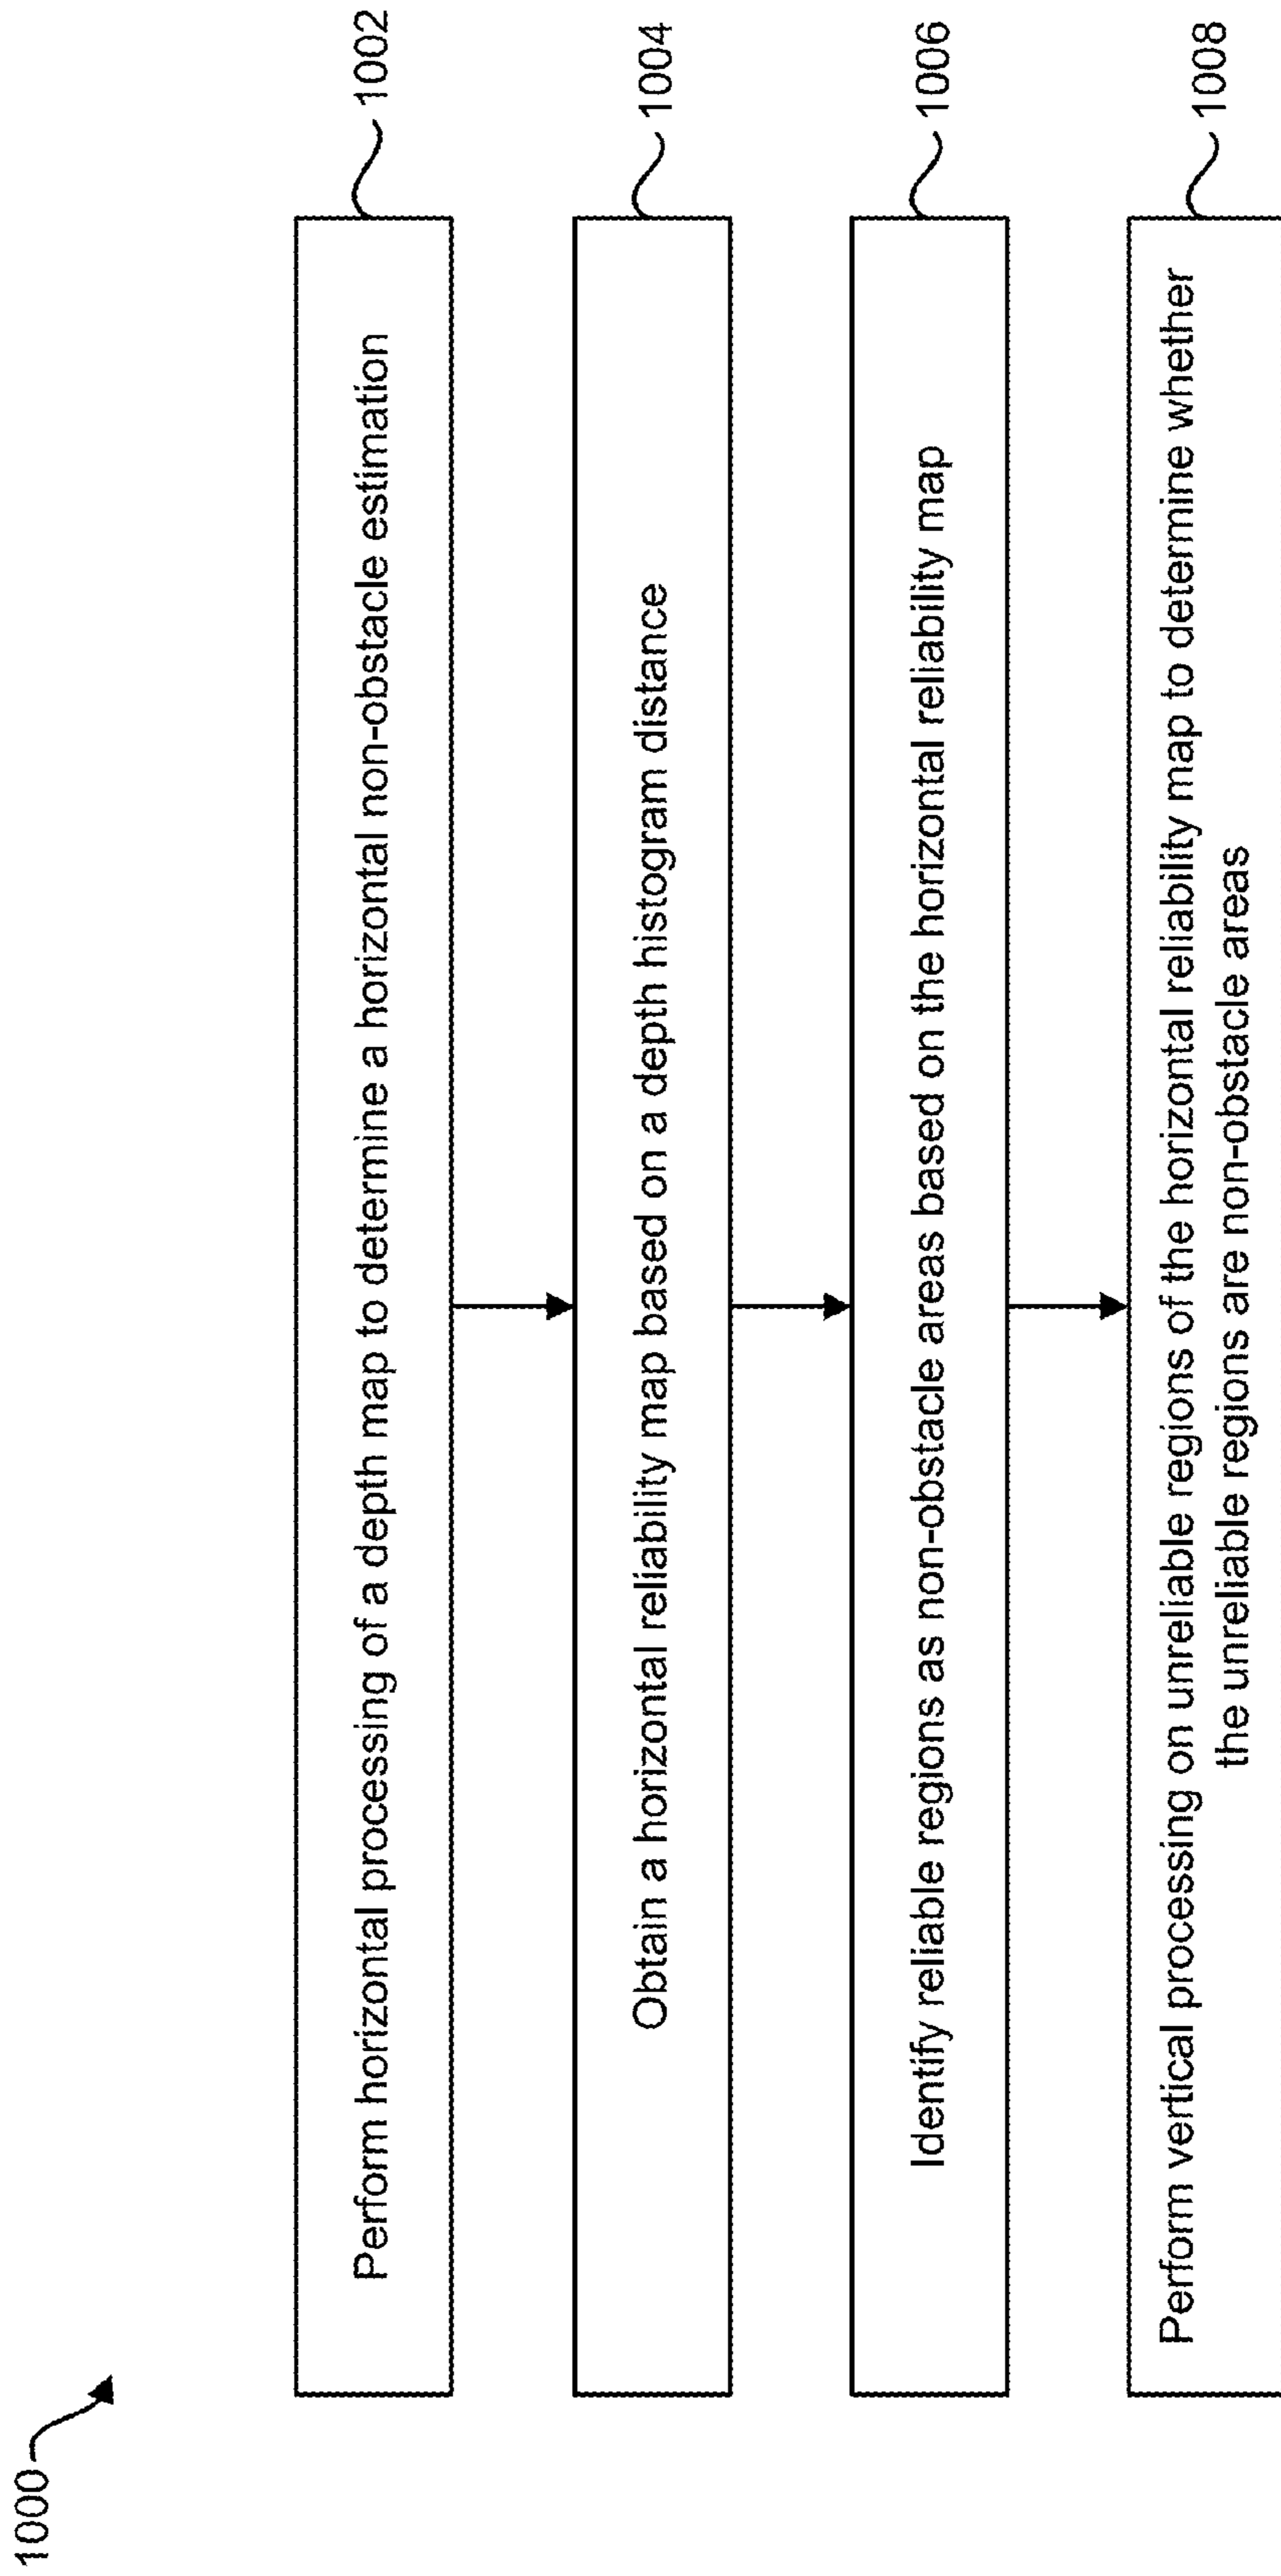 1000
Perform horizontal processing of a depth map to determine a horizontal non-obstacle estimation
1002
Obtain a horizontal reliability map based on a depth histogram distance
1004
Identify reliable regions as non-obstacle areas based on the horizontal reliability map
1006
Perform vertical processing on unreliable regions of the horizontal reliability map to determine whether
the unreliable regions are non-obstacle areas
1008